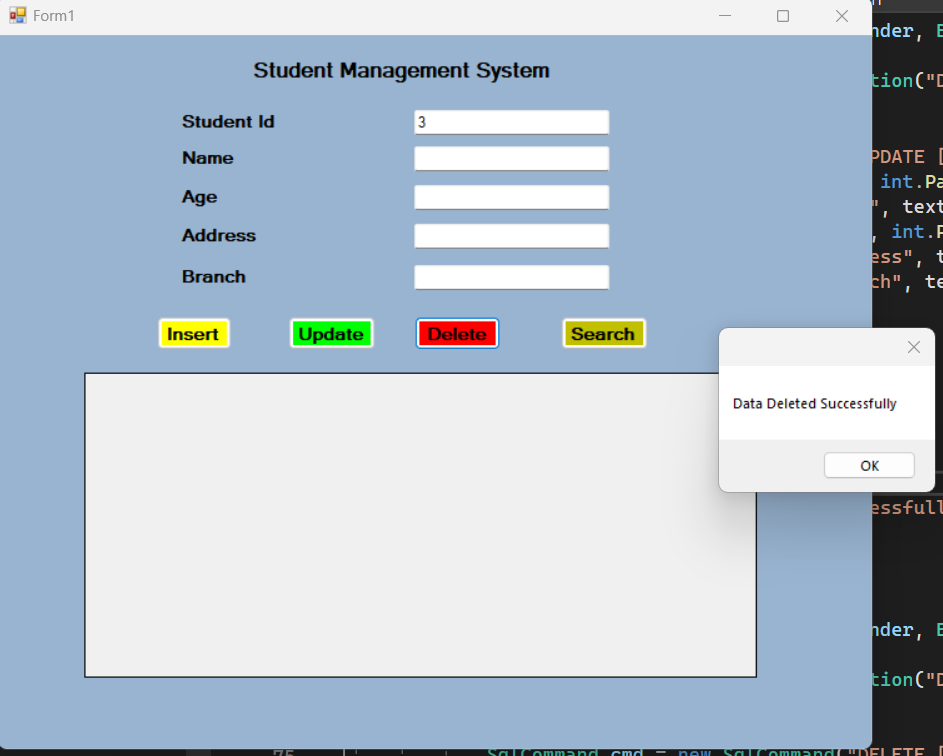 Form1
nder, E
Student Management System
tion("D
Student Id
3
Name
PDATE [
int.Pa
Age
", text
, int.P
Address
ess", t
Branch
ch", te
Insert
Update
Delete
Search
Data Deleted Successfully
OK
essfull
nder, E
tion("D
75
SqlCommand cmd = new SqlCommand("DELETE [